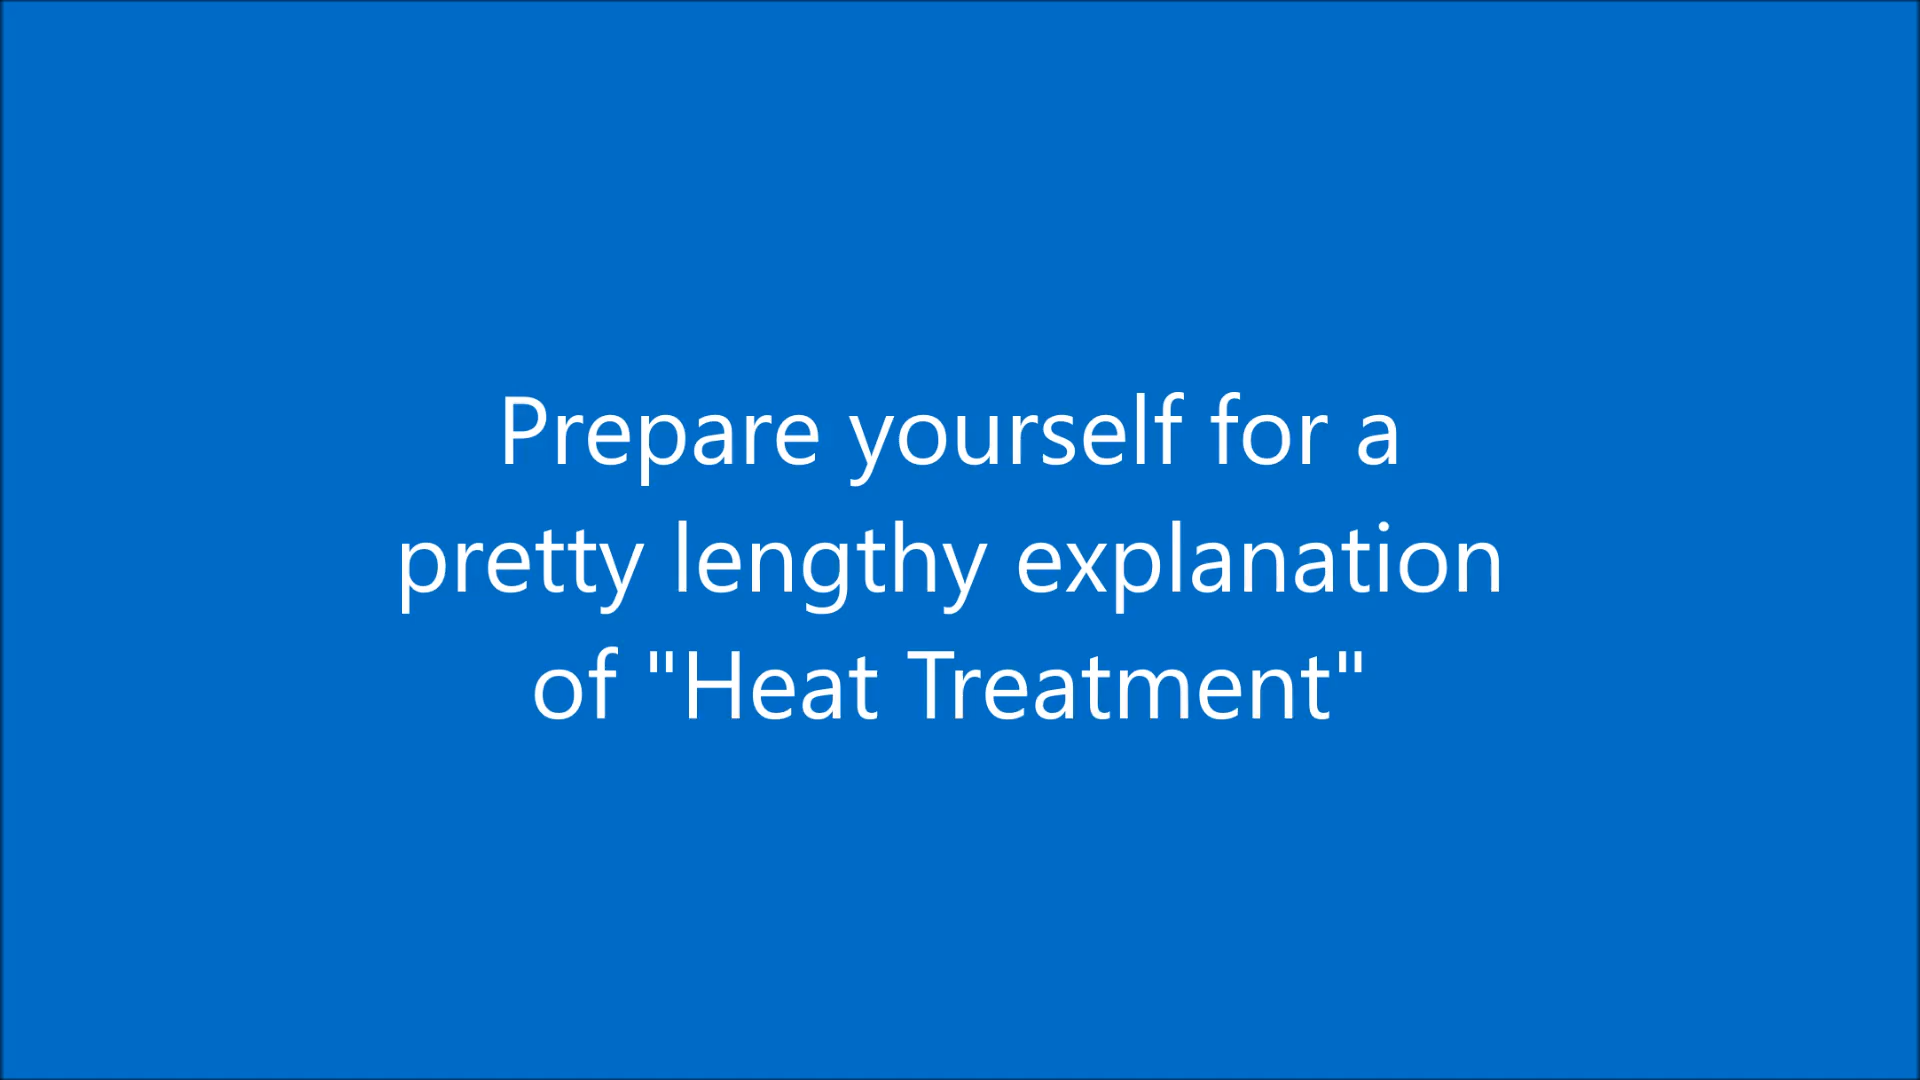 Prepare yourself for a
pretty lengthy explanation
of "Heat Treatment"